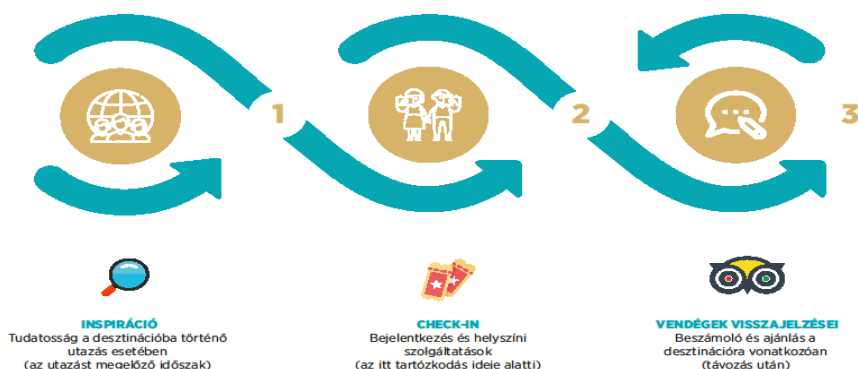 1
2
3
INSPIRÁCIÓ
Tudatosság a desztinációba történő
utazás esetében
(az utazást megelőző időszak)
CHECK-IN
Bejelentkezés és helyszíni
szolgáltatások
(az itt tartózkodás ideje alatti)
VENDÉGEK VISSZAJELZÉSEI
Beszámoló és ajánlás a
desztinációra vonatkozóan
(távozás után)